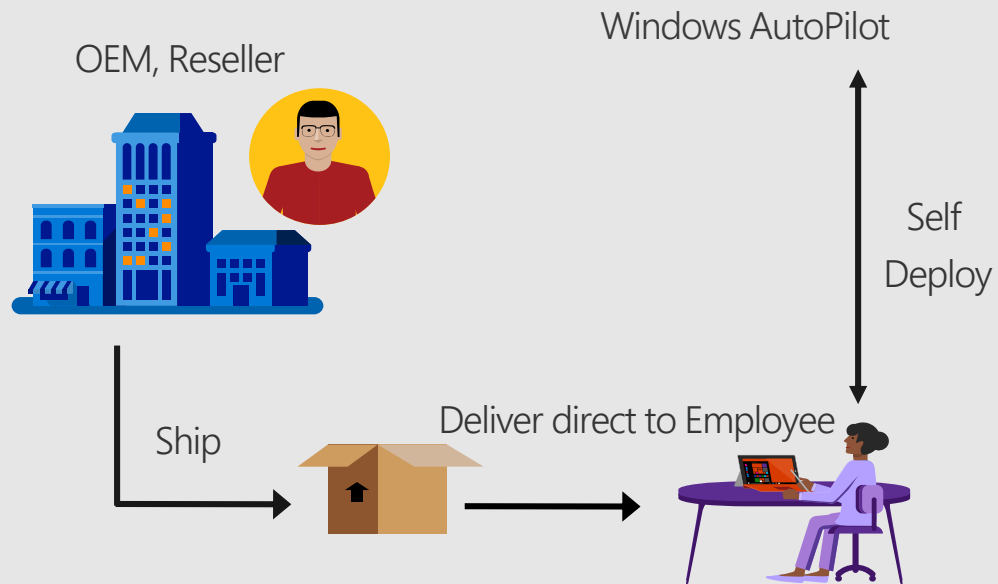 Windows AutoPilot
OEM, Reseller
Self
Deploy
Deliver direct to Employee
Ship